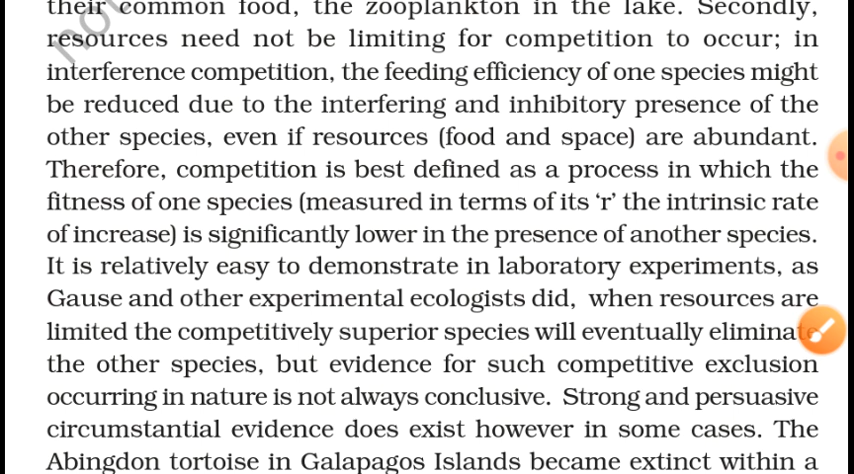 their common food, the zooplankton in the lake. Secondly,
resources need not be limiting for competition to occur; in
interference competition, the feeding efficiency of one species might
be reduced due to the interfering and inhibitory presence of the
other species, even if resources (food and space) are abundant.
Therefore, competition is best defined as a process in which the
fitness of one species (measured in terms of its ‘r’ the intrinsic rate
of increase) is significantly lower in the presence of another species.
It is relatively easy to demonstrate in laboratory experiments, as
Gause and other experimental ecologists did, when resources are
limited the competitively superior species will eventually eliminate
the other species, but evidence for such competitive exclusion
occurring in nature is not always conclusive. Strong and persuasive
circumstantial evidence does exist however in some cases. The
Abingdon tortoise in Galapagos Islands became extinct within a